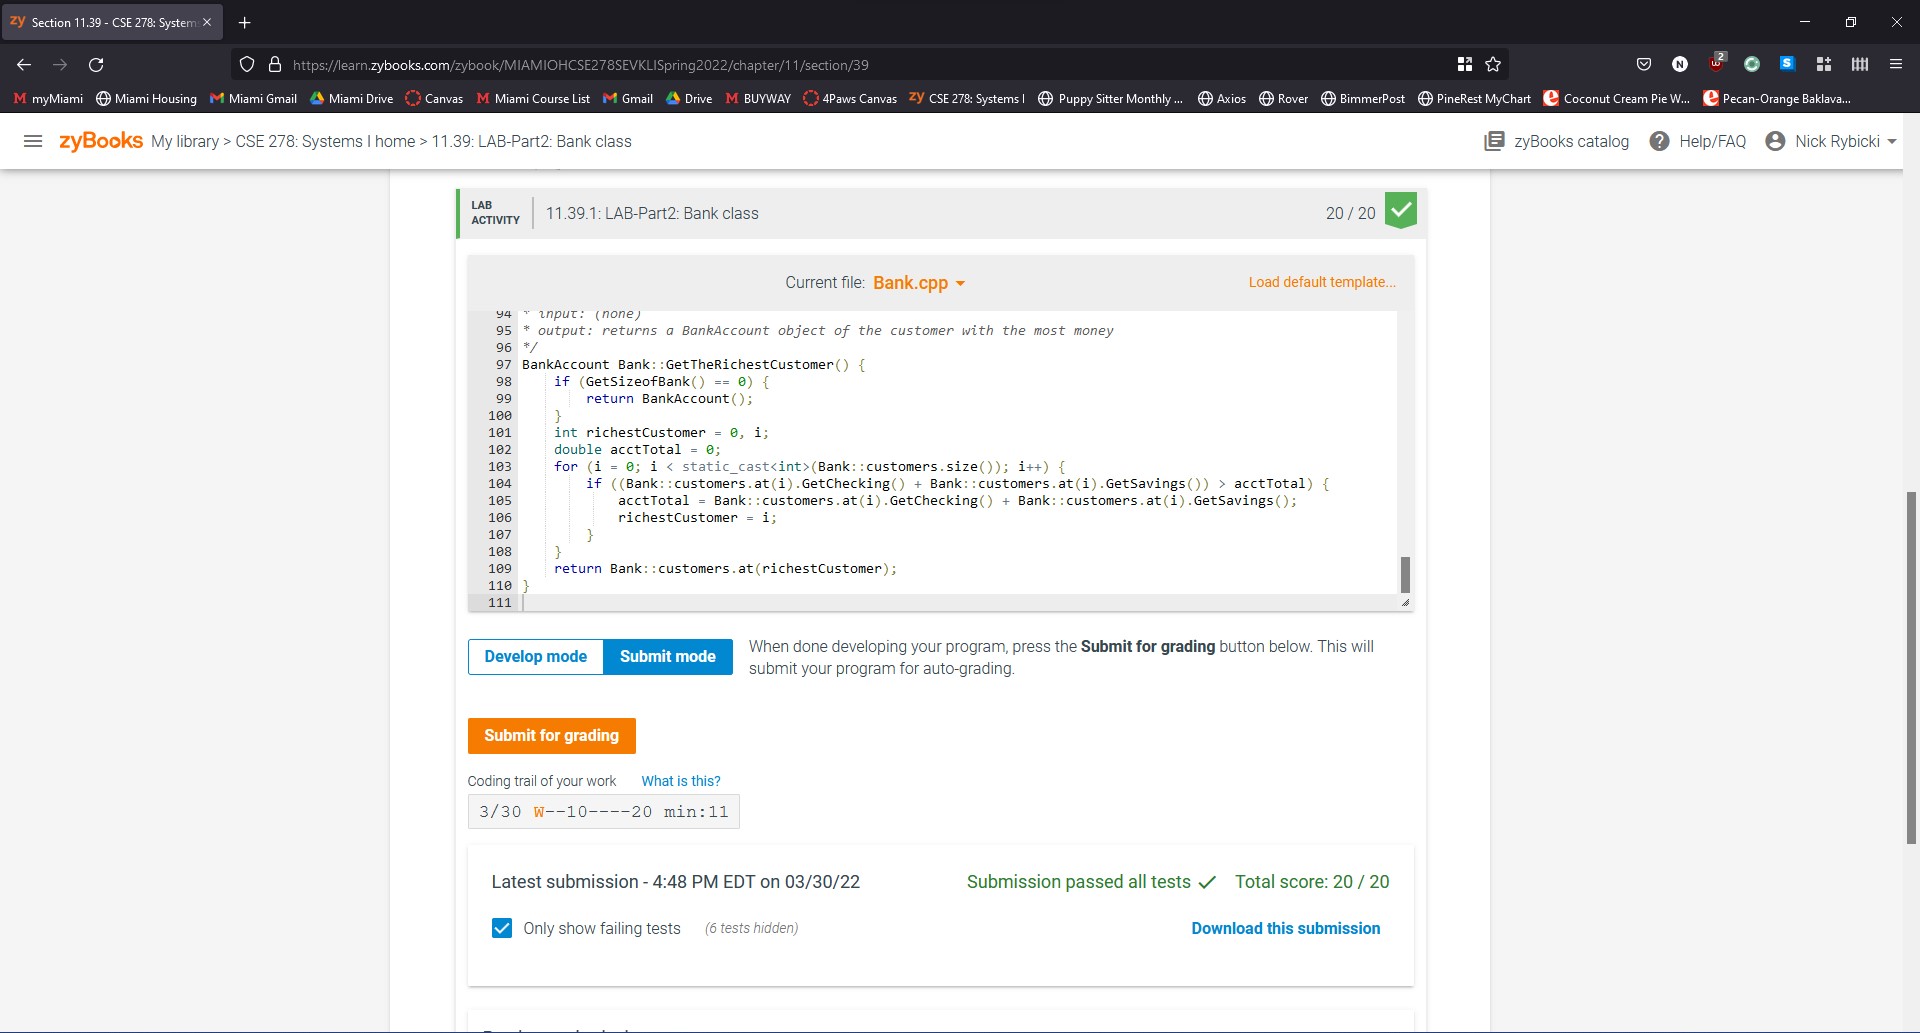 zy Section 11.39 - CSE 278: System
https://learn.zybooks.com/zybook/MIAMIOHCSE278SEVKLISpring2022/chapter/11/section/39
2
myMiami Miami Housing Miami Gmail Miami Drive Canvas Miami Course List Gmail Drive BUYWAY 4Paws Canvas zy CSE 278: Systems I Puppy Sitter Monthly ... Axios Rover BimmerPost PineRest MyChart Coconut Cream Pie W... Pecan-Orange Baklava...
zyBooks My library > CSE 278: Systems I home > 11.39: LAB-Part2: Bank class
zyBooks catalog Help/FAQ Nick Rybicki
LAB
ACTIVITY
11.39.1: LAB-Part2: Bank class
20 / 20
Current file: Bank.cpp
Load default template...
94 * input: (none)
95 * output: returns a BankAccount object of the customer with the most money
96 */
97 BankAccount Bank::GetTheRichestCustomer() {
98 if (GetSizeofBank() == 0) {
99 return BankAccount();
100 }
101 int richestCustomer = 0, i;
102 double acctTotal = 0;
103 for (i = 0; i < static_cast<int>(Bank::customers.size()); i++) {
104 if ((Bank::customers.at(i).GetChecking() + Bank::customers.at(i).GetSavings()) > acctTotal) {
105 acctTotal = Bank::customers.at(i).GetChecking() + Bank::customers.at(i).GetSavings();
106 richestCustomer = i;
107 }
108 }
109 return Bank::customers.at(richestCustomer);
110 }
111
Develop mode Submit mode
When done developing your program, press the Submit for grading button below. This will
submit your program for auto-grading.
Submit for grading
Coding trail of your work What is this?
3/30 W--10----20 min:11
Latest submission - 4:48 PM EDT on 03/30/22
Submission passed all tests Total score: 20 / 20
Only show failing tests (6 tests hidden)
Download this submission